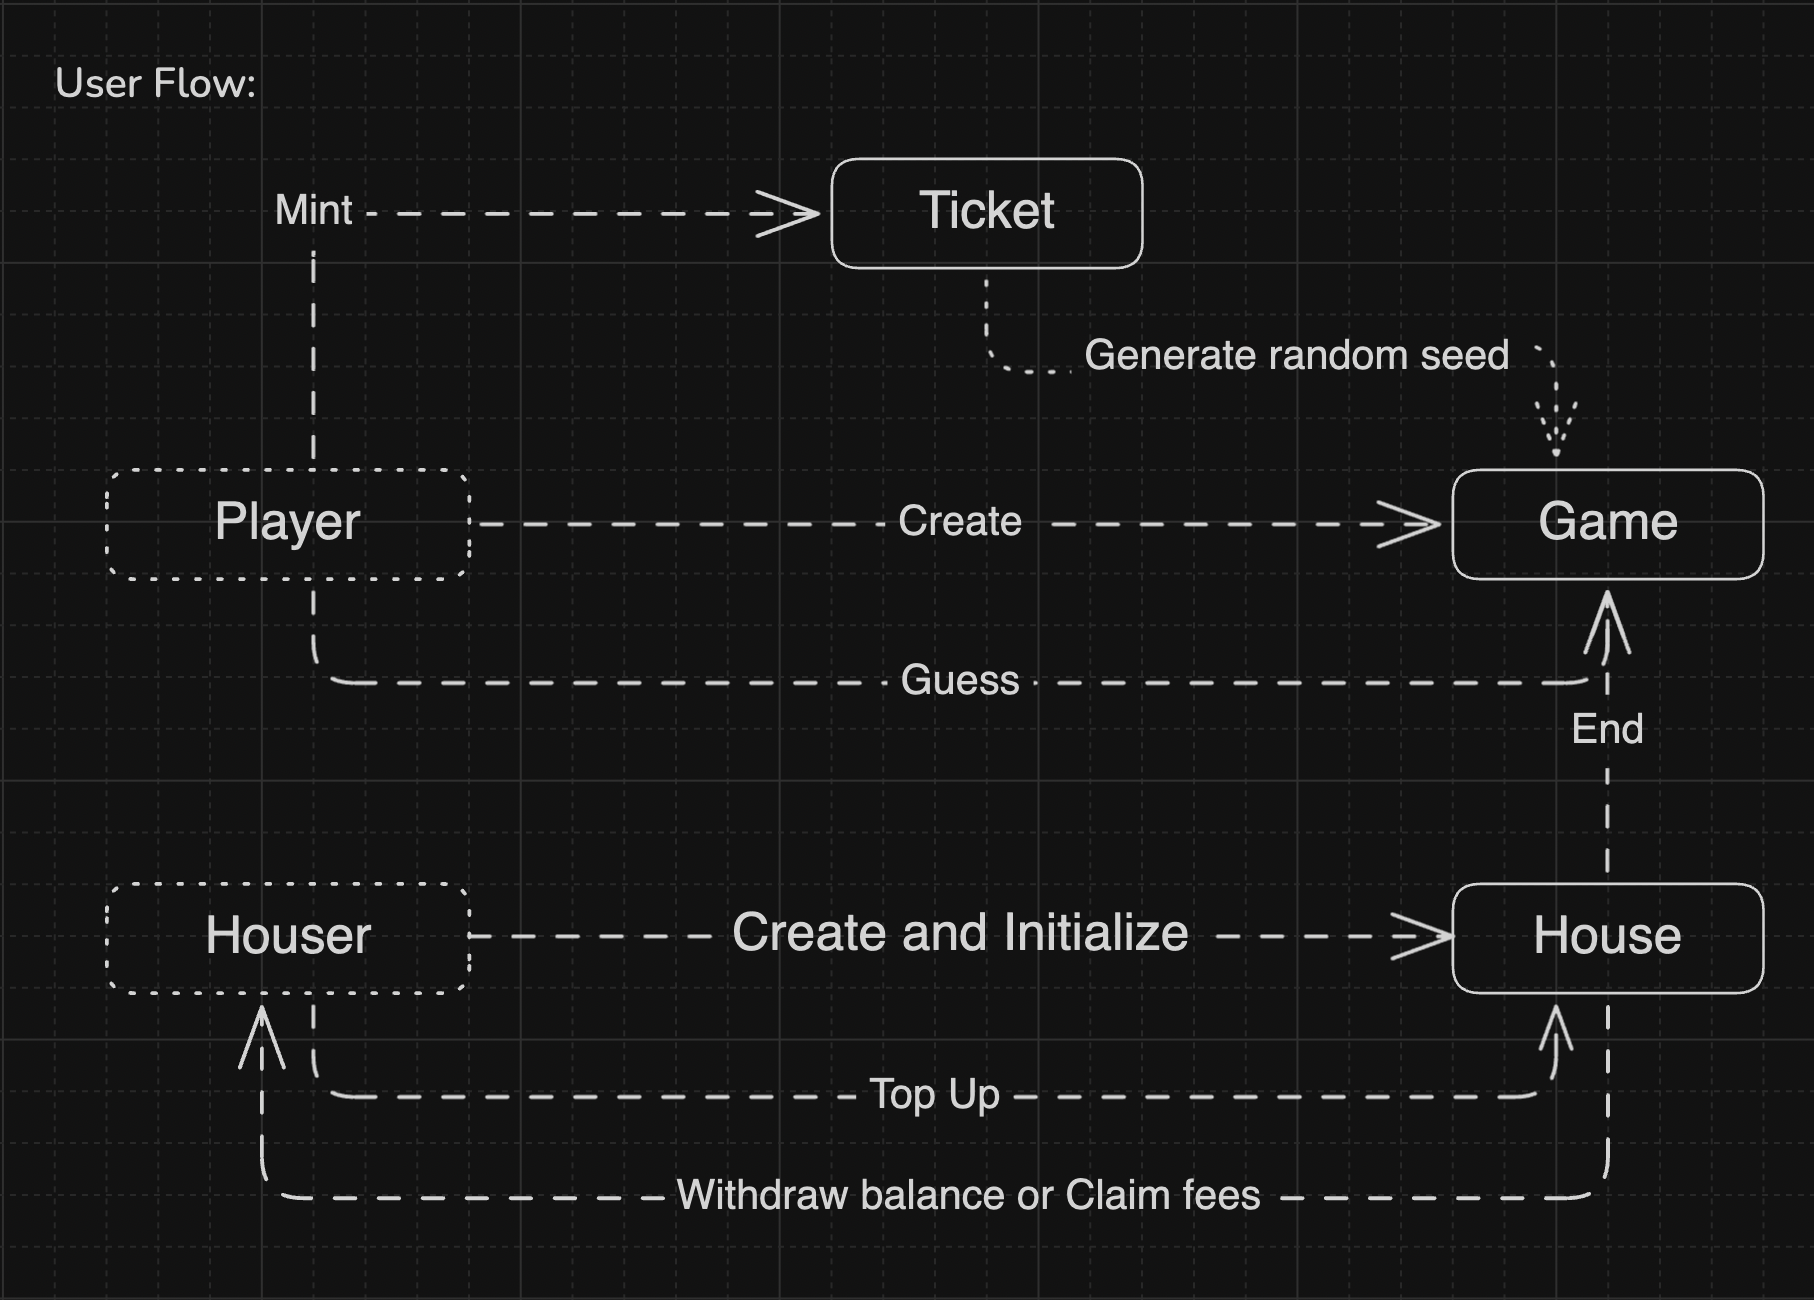 User Flow:
Mint
Ticket
Generate random seed
Player
Create
Game
Guess
End
Houser
Create and Initialize
House
Top Up
Withdraw balance or Claim fees